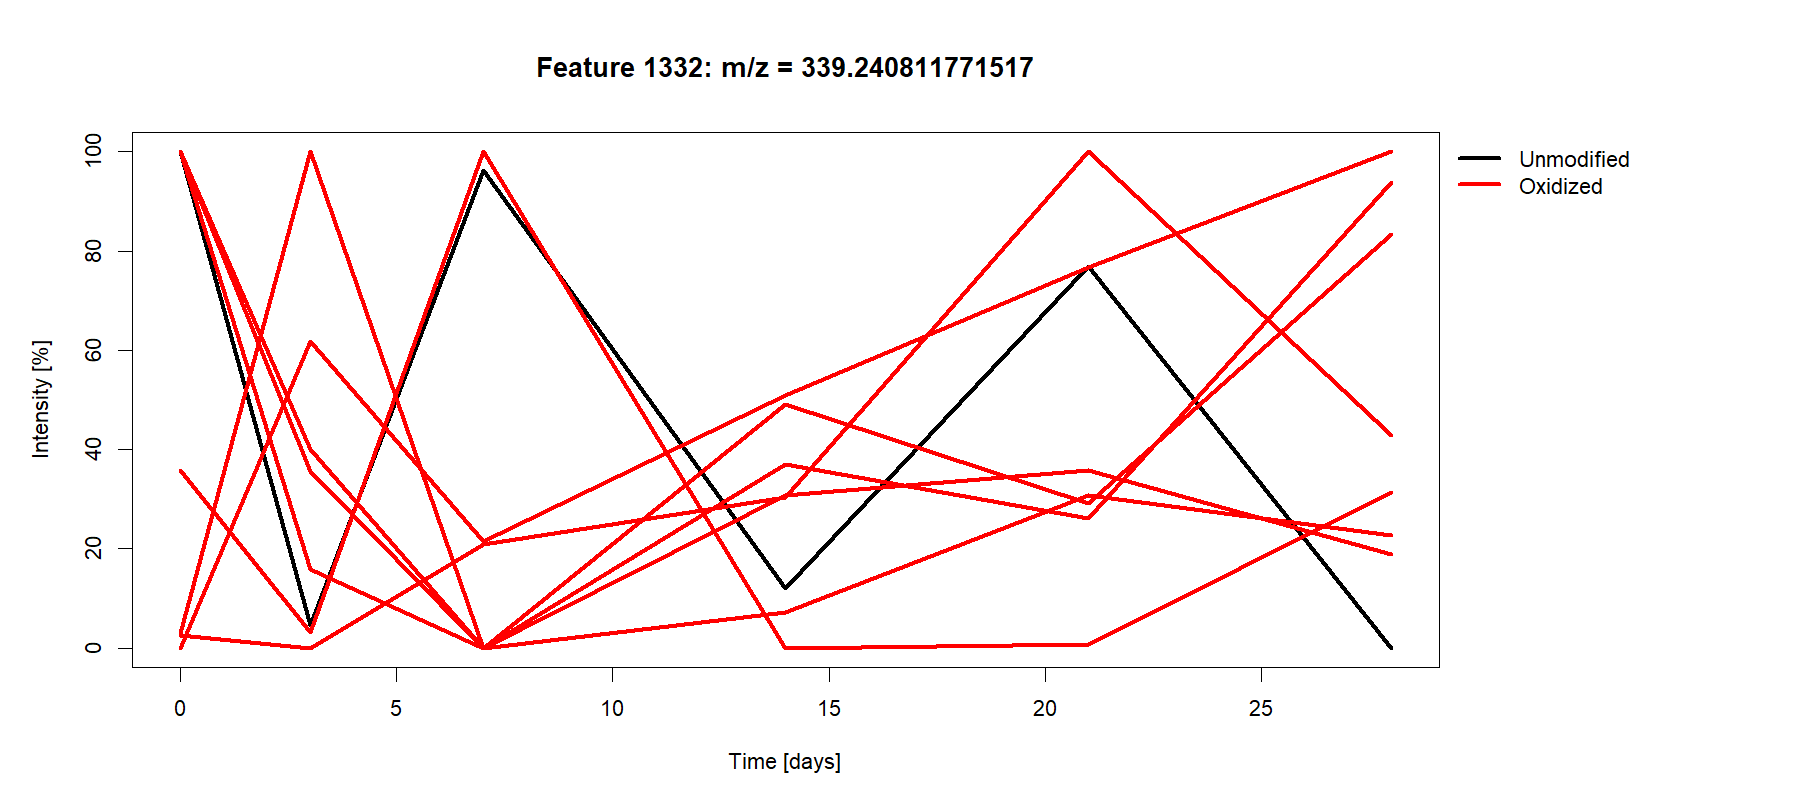 Feature 1332: m/z = 339.240811771517
Unmodified
Oxidized
Intensity [%]
100
80
60
40
20
0
0 5 10 15 20 25
Time [days]